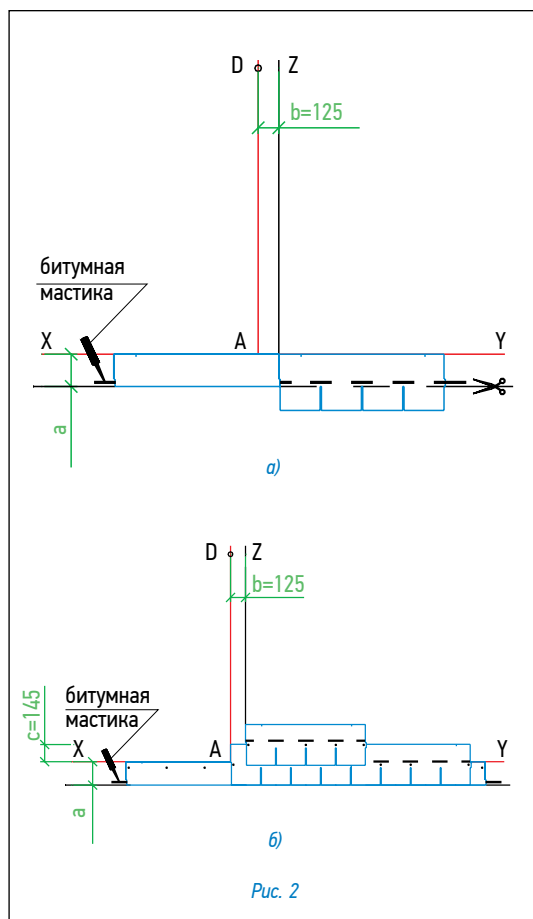 D Z
b=125
битумная
мастика
X A Y
a
а)
D Z
b=125
c=145
битумная
мастика
X A Y
a
б)
Рис. 2